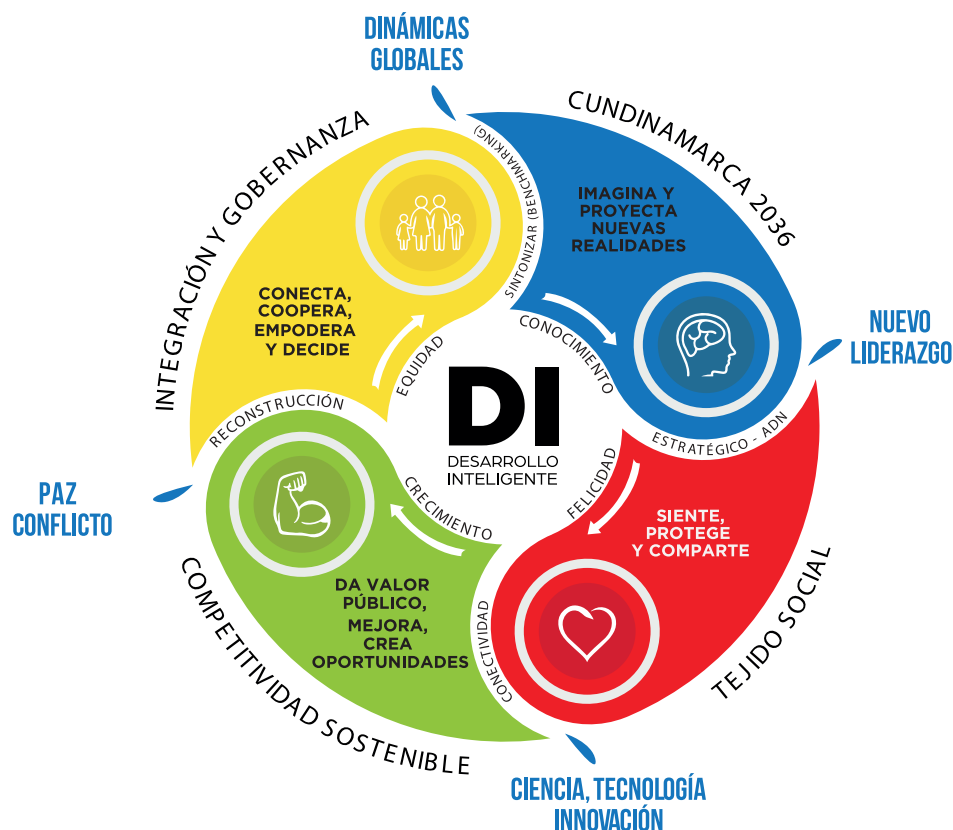 DINÁMICAS
GLOBALES
CUNDINAMARCA 2036
INTEGRACIÓN Y GOBERNANZA
SINTONIZAR (BENCHMARKING)
IMAGINA Y
PROYECTA
NUEVAS
REALIDADES
CONECTA,
COOPERA,
EMPODERA
Y DECIDE
NUEVO
LIDERAZGO
EQUIDAD
CONOCIMIENTO
DI
DESARROLLO
INTELIGENTE
RECONSTRUCCIÓN
ESTRATÉGICO - ADN
CRECIMIENTO
FELICIDAD
PAZ
CONFLICTO
SIENTE,
PROTEGE
Y COMPARTE
DA VALOR
PÚBLICO,
MEJORA,
CREA
OPORTUNIDADES
CONECTIVIDAD
TEJIDO SOCIAL
COMPETITIVIDAD SOSTENIBLE
CIENCIA, TECNOLOGÍA
INNOVACIÓN